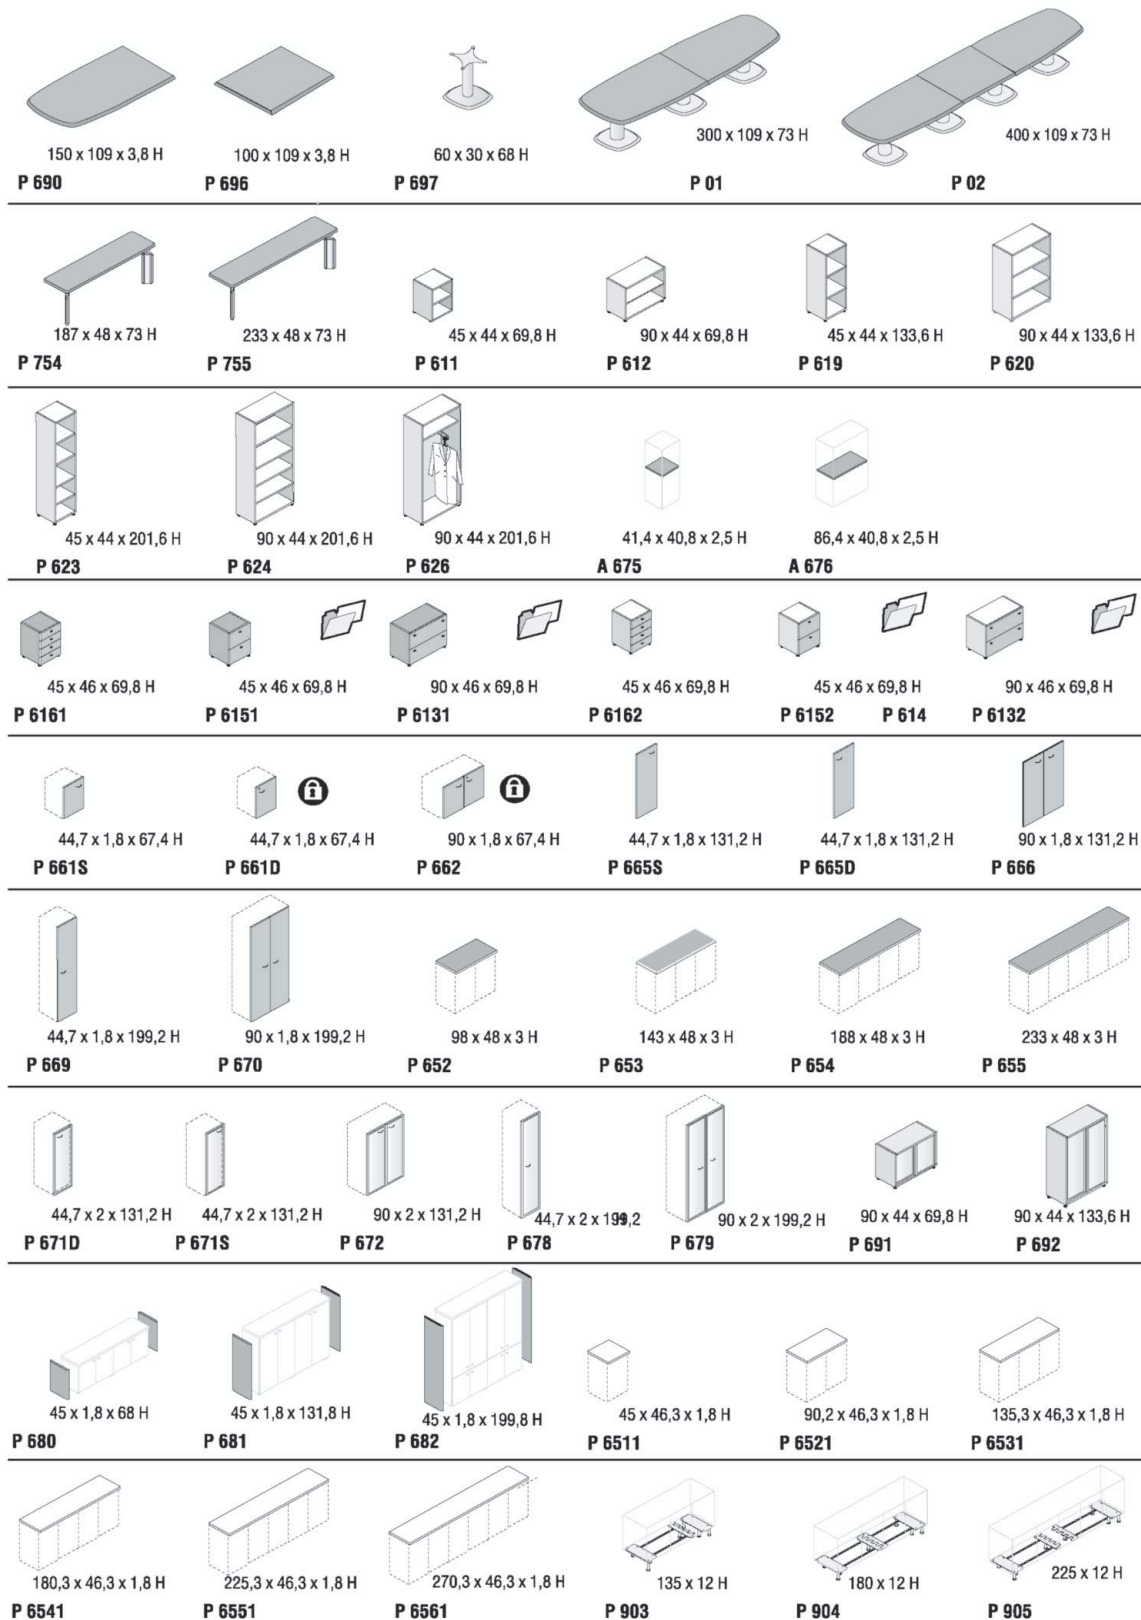 150 x 109 x 3,8 H 100 x 109 x 3,8 H 60 x 30 x 68 H 300 x 109 x 73 H 400 x 109 x 73 H
P 690 P 696 P 697 P 01 P 02
187 x 48 x 73 H 233 x 48 x 73 H 45 x 44 x 69,8 H 90 x 44 x 69,8 H 45 x 44 x 133,6 H 90 x 44 x 133,6 H
P 754 P 755 P 611 P 612 P 619 P 620
45 x 44 x 201,6 H 90 x 44 x 201,6 H 90 x 44 x 201,6 H 41,4 x 40,8 x 2,5 H 86,4 x 40,8 x 2,5 H
P 623 P 624 P 626 A 675 A 676
45 x 46 x 69,8 H 45 x 46 x 69,8 H 90 x 46 x 69,8 H 45 x 46 x 69,8 H 45 x 46 x 69,8 H 90 x 46 x 69,8 H
P 6161 P 6151 P 6131 P 6162 P 6152 P 614 P 6132
44,7 x 1,8 x 67,4 H 44,7 x 1,8 x 67,4 H 90 x 1,8 x 67,4 H 44,7 x 1,8 x 131,2 H 44,7 x 1,8 x 131,2 H 90 x 1,8 x 131,2 H
P 661S P 661D P 662 P 665S P 665D P 666
44,7 x 1,8 x 199,2 H 90 x 1,8 x 199,2 H 98 x 48 x 3 H 143 x 48 x 3 H 188 x 48 x 3 H 233 x 48 x 3 H
P 669 P 670 P 652 P 653 P 654 P 655
44,7 x 2 x 131,2 H 44,7 x 2 x 131,2 H 90 x 2 x 131,2 H 44,7 x 2 x 199,2 90 x 2 x 199,2 H 90 x 44 x 69,8 H 90 x 44 x 133,6 H
P 671D P 671S P 672 P 678 P 679 P 691 P 692
45 x 1,8 x 68 H 45 x 1,8 x 131,8 H 45 x 1,8 x 199,8 H 45 x 46,3 x 1,8 H 90,2 x 46,3 x 1,8 H 135,3 x 46,3 x 1,8 H
P 680 P 681 P 682 P 6511 P 6521 P 6531
180,3 x 46,3 x 1,8 H 225,3 x 46,3 x 1,8 H 270,3 x 46,3 x 1,8 H 135 x 12 H 180 x 12 H 225 x 12 H
P 6541 P 6551 P 6561 P 903 P 904 P 905